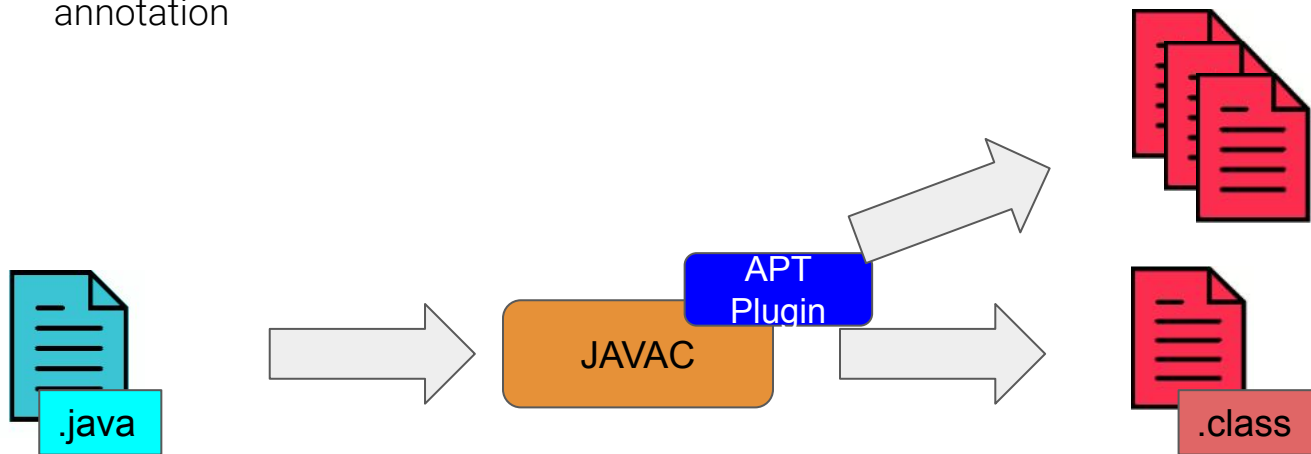 annotation
APT
Plugin
JAVAC
.java
.class